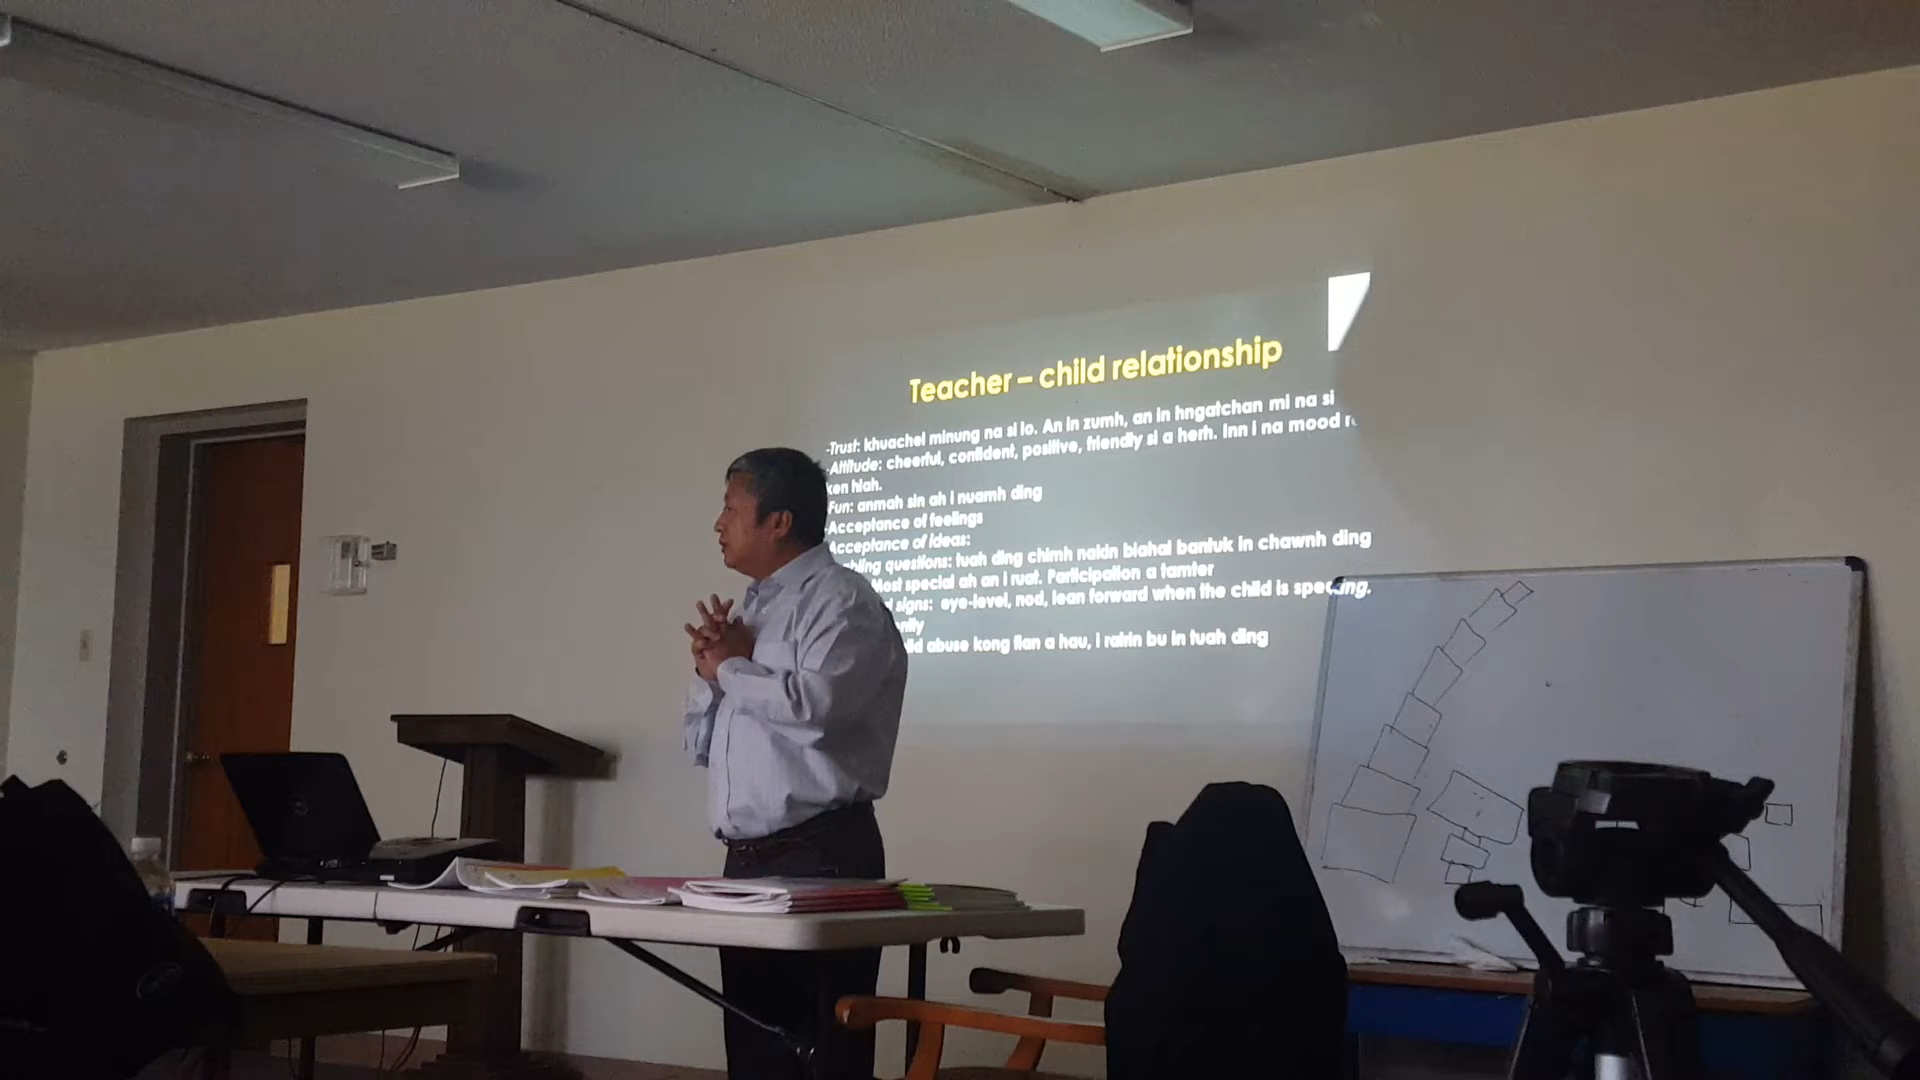 Teacher – child relationship
-Trust: khuachel minung na si lo. An in zumh, an in hngatchan mi na si
-Attitude: cheerful, confident, positive, friendly si a herh. Inn i na mood
ken hlah.
Fun: anmah sin ah i nuamh ding
-Acceptance of feelings
Acceptance of ideas:
questions: tuah ding chimh nakin biahal bantuk in chawnh ding
Most special ah an i ruat. Participation a tamter
signs: eye-level, nod, lean forward when the child is speaking.
abuse kong tian a hau, i ralrin bu in tuah ding